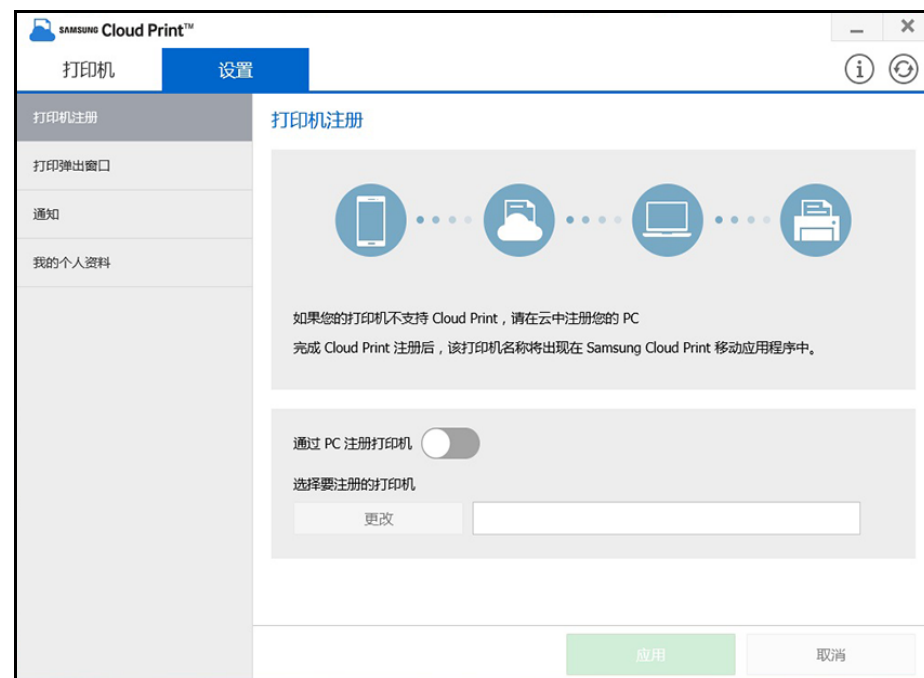 SAMSUNG Cloud Print™
打印机
设置
打印机注册
打印弹出窗口
通知
我的个人资料
打印机注册
如果您的打印机不支持 Cloud Print，请在云中注册您的 PC
完成 Cloud Print 注册后，该打印机名称将出现在 Samsung Cloud Print 移动应用程序中。
通过 PC 注册打印机
选择要注册的打印机
更改
应用
取消